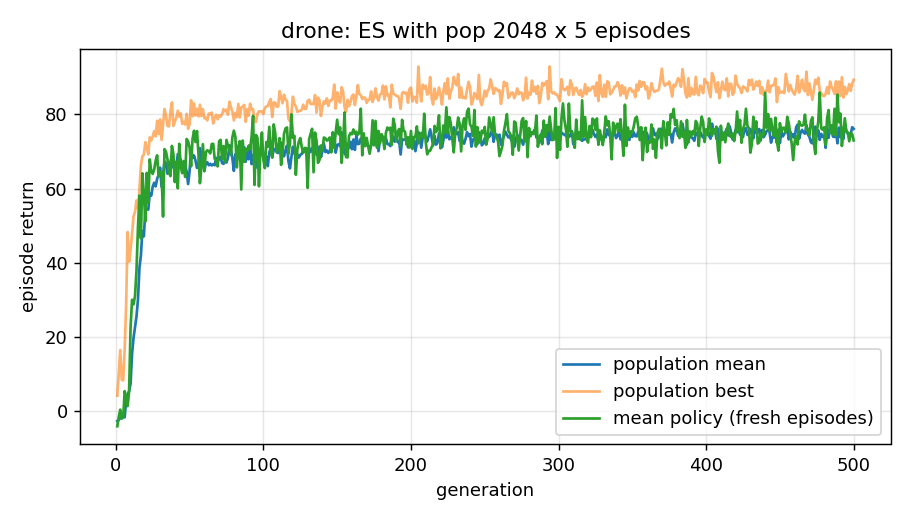 drone: ES with pop 2048 x 5 episodes
episode return
80
60
40
20
0
population mean
population best
mean policy (fresh episodes)
0
100
200
300
400
500
generation